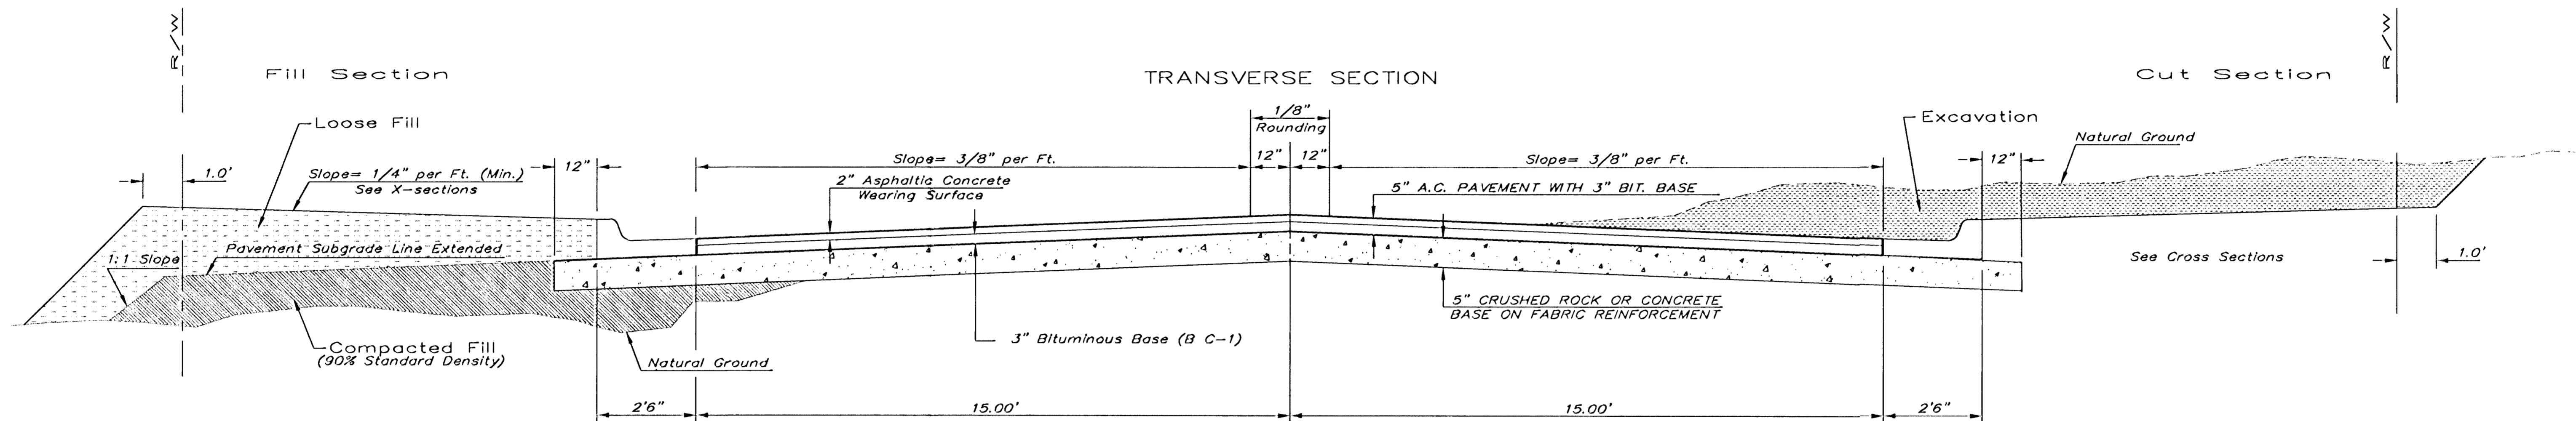 R/W
R/W
Fill Section
TRANSVERSE SECTION
Cut Section
1/8"
Rounding
Loose Fill
Excavation
Natural Ground
12"
Slope= 3/8" per Ft.
12"
12"
Slope= 3/8" per Ft.
12"
1.0'
Slope= 1/4" per Ft. (Min.)
See X-sections
2" Asphaltic Concrete
Wearing Surface
5" A.C. PAVEMENT WITH 3" BIT. BASE
Pavement Subgrade Line Extended
1:1 Slope
See Cross Sections
1.0'
5" CRUSHED ROCK OR CONCRETE
BASE ON FABRIC REINFORCEMENT
3" Bituminous Base (B C-1)
Compacted Fill
(90% Standard Density)
Natural Ground
2'6"
15.00'
15.00'
2'6"